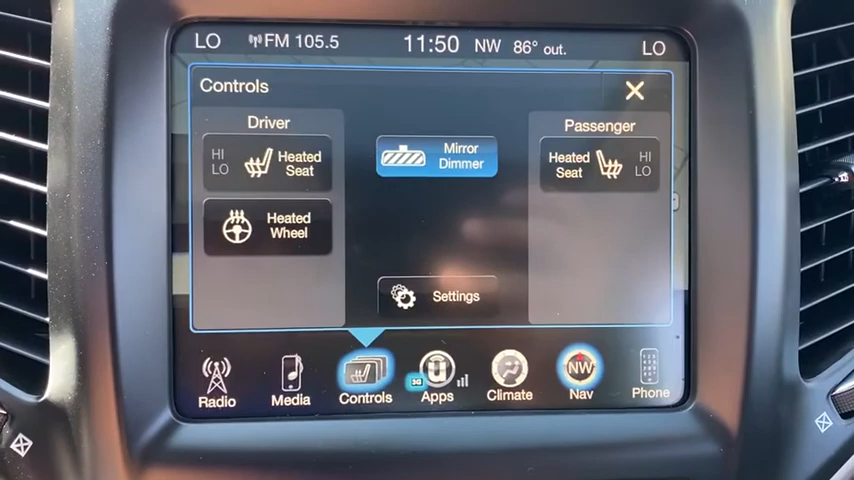 LO FM 105.5 11:50 NW 86° out. LO
Controls
Driver
HI
LO
Heated
Seat
Heated
Wheel
Mirror
Dimmer
Settings
Passenger
Heated
Seat
HI
LO
Radio
Media
Controls
3G
Apps
Climate
NW
Nav
Phone